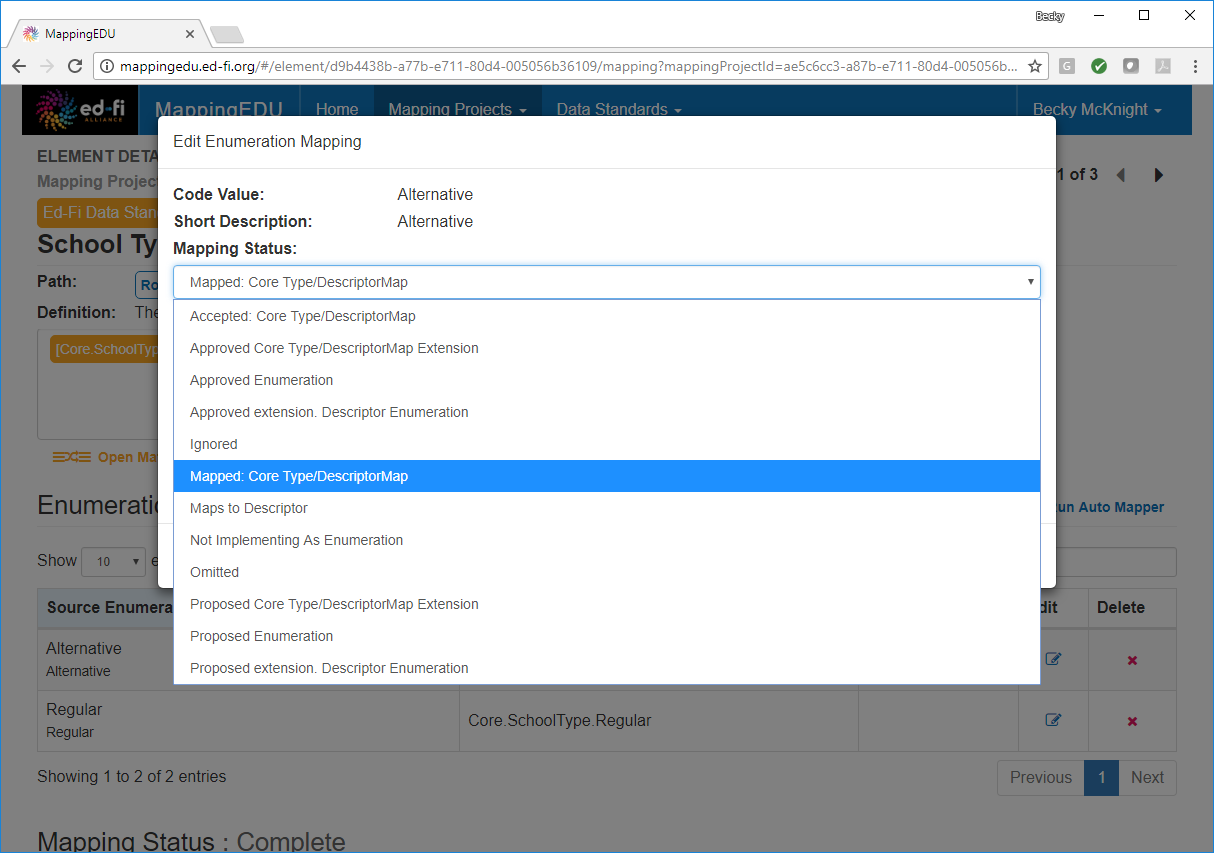 Becky
MappingEDU
mappingedu.ed-fi.org/#/element/d9b4438b-a77b-e711-80d4-005056b36109/mapping?mappingProjectId=ae5c6cc3-a87b-e711-80d4-005056b...
ed-fi ALLIANCE MappingEDU Home Mapping Projects Data Standards Becky McKnight
Edit Enumeration Mapping
ELEMENT DETA
Mapping Project 1 of 3
Code Value: Alternative
Ed-Fi Data Stan
Short Description: Alternative
School Ty
Mapping Status:
Path: Ro
Mapped: Core Type/DescriptorMap
Definition: The
Accepted: Core Type/DescriptorMap
[Core.SchoolTyp
Approved Core Type/DescriptorMap Extension
Approved Enumeration
Approved extension. Descriptor Enumeration
Ignored
Open Ma
Mapped: Core Type/DescriptorMap
Enumeratio
Maps to Descriptor
un Auto Mapper
Not Implementing As Enumeration
Show 10 e
Omitted
Source Enumera
Proposed Core Type/DescriptorMap Extension
dit Delete
Proposed Enumeration
Alternative
Alternative
Proposed extension. Descriptor Enumeration
Regular
Regular
Core.SchoolType.Regular
Showing 1 to 2 of 2 entries
Previous 1 Next
Mapping Status : Complete